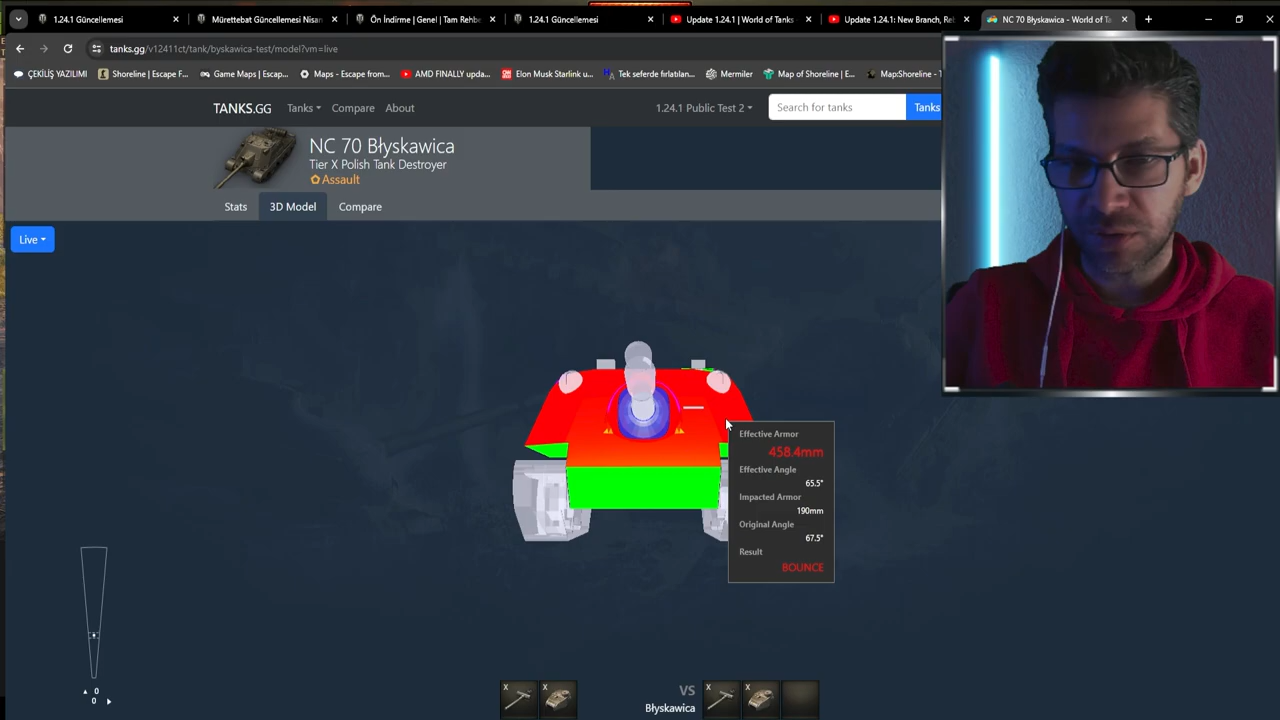 1.24.1 Güncellemesi
Mürettebat Güncellemesi Nisan
Ön İndirme | Genel | Tam Rehbe
1.24.1 Güncellemesi
Update 1.24.1 | World of Tanks
Update 1.24.1: New Branch, Re
NC 70 Błyskawica - World of Ta
tanks.gg/v12411ct/tank/byskawica-test/model?vm=live
ÇEKİLİŞ YAZILIMI
Shoreline | Escape F...
Game Maps | Escap...
Maps - Escape from...
AMD FINALLY upda...
Elon Musk Starlink u...
Tek seferde fırlatılan...
Mermiler
Map of Shoreline | E...
Map:Shoreline - T
TANKS.GG
Tanks
Compare
About
1.24.1 Public Test 2
Search for tanks
Tanks
NC 70 Błyskawica
Tier X Polish Tank Destroyer
Assault
Stats
3D Model
Compare
Live
Effective Armor
458.4mm
Effective Angle
65.5°
Impacted Armor
190mm
Original Angle
67.5°
Result
BOUNCE
0
0
X
X
VS
Błyskawica
X
X